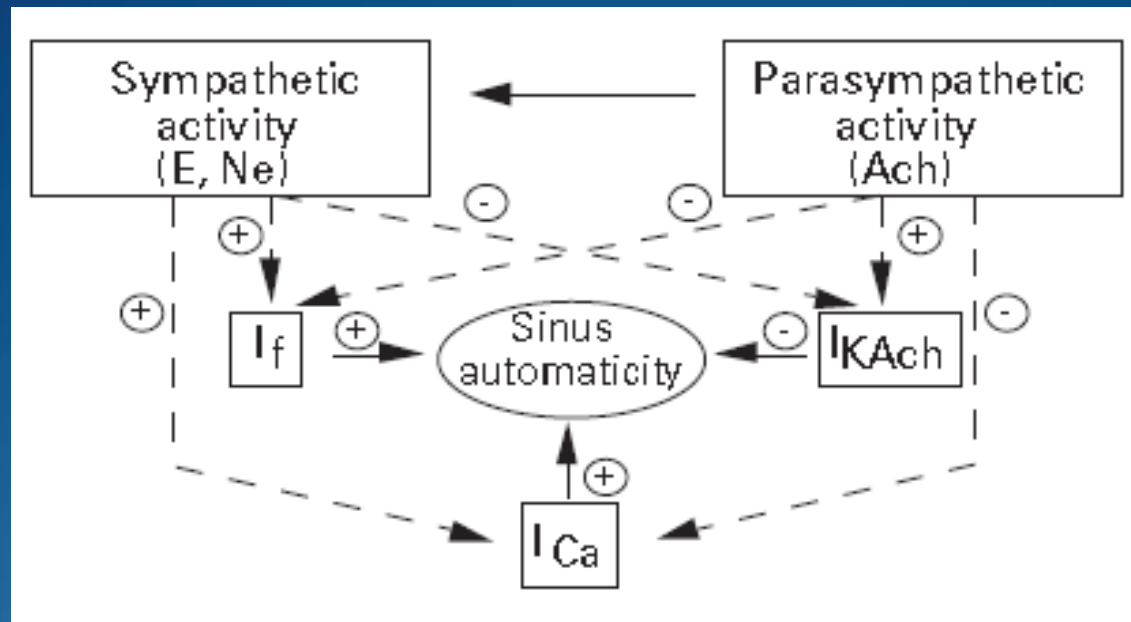 Sympathetic
activity
(E, Ne)
Parasympathetic
activity
(Ach)
-
-
+
+
+
-
If
+
Sinus
automaticity
-
IKAch
+
ICa